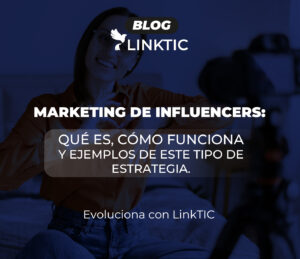 BLOG
LINKTIC
MARKETING DE INFLUENCERS:
QUÉ ES, CÓMO FUNCIONA
Y EJEMPLOS DE ESTE TIPO DE
ESTRATEGIA.
Evoluciona con LinkTIC